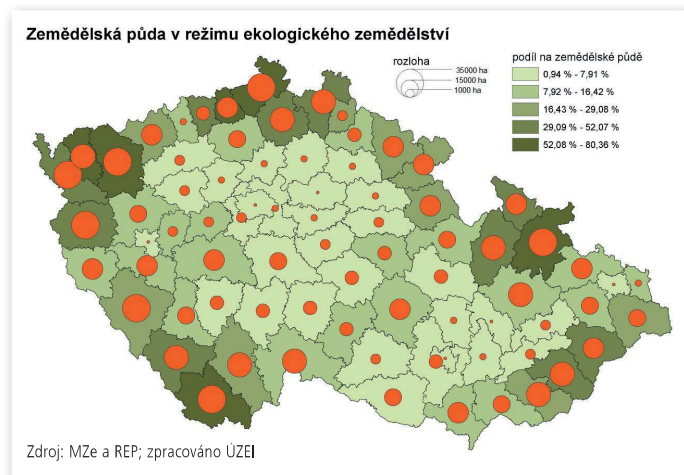 Zemědělská půda v režimu ekologického zemědělství
rozloha
35000 ha
15000 ha
1000 ha
podíl na zemědělské půdě
0,94 % - 7,91 %
7,92 % - 16,42 %
16,43 % - 29,08 %
29,09 % - 52,07 %
52,08 % - 80,36 %
Zdroj: MZe a REP; zpracováno ÚZEI